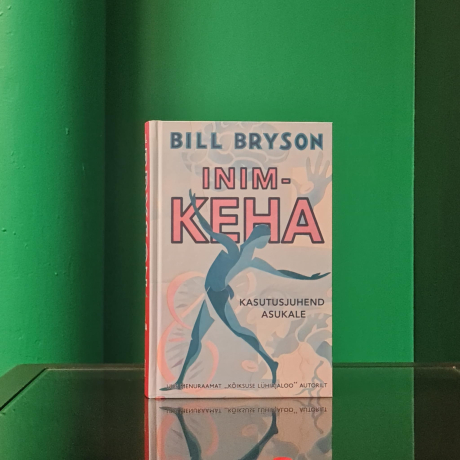 BILL BRYSON
INIM-
KEHA
KASUTUSJUHEND
ASUKALE
"KÕIKSUSE LÜHIAJALOO" AUTORILT